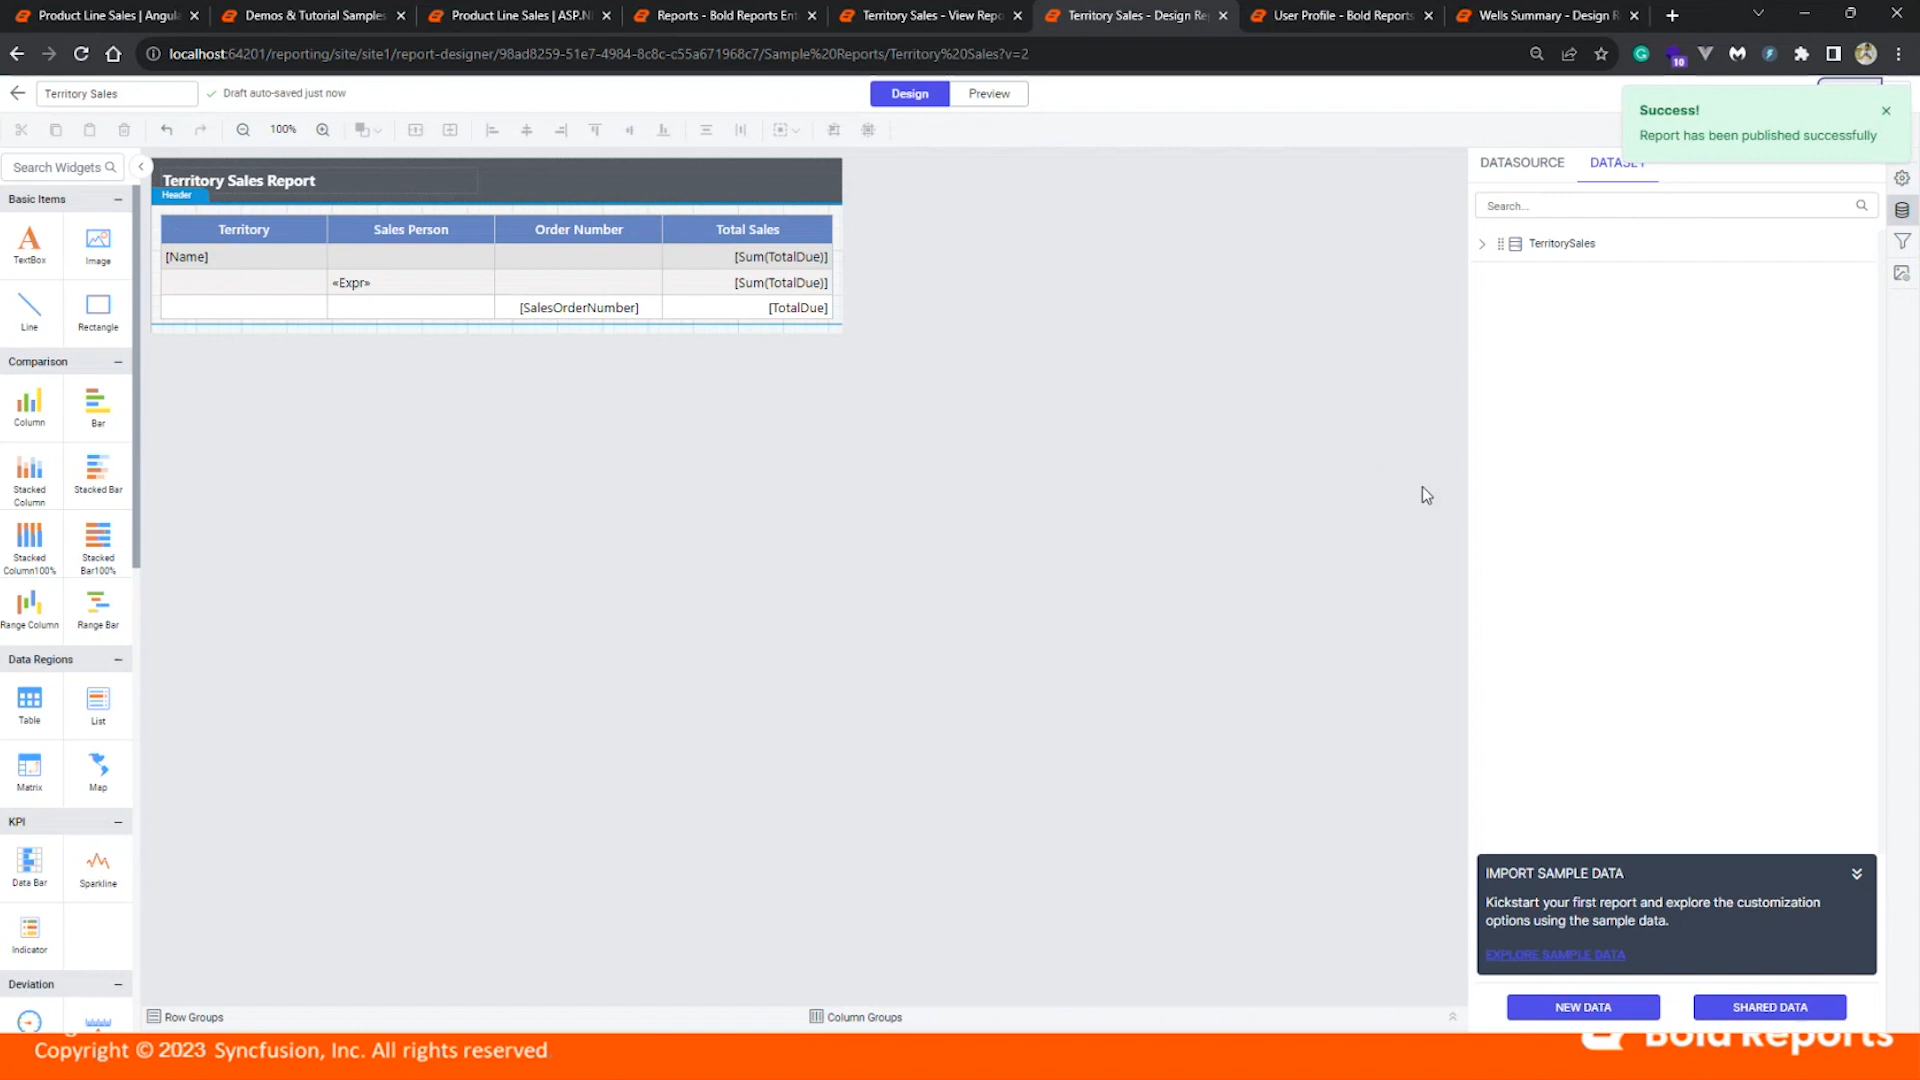 Product Line Sales | Angula
Demos & Tutorial Samples
Product Line Sales | ASP.N
Reports - Bold Reports Ent
Territory Sales - View Repo
Territory Sales - Design Re
User Profile - Bold Reports
Wells Summary - Design R
localhost:64201/reporting/site/site1/report-designer/98ad8259-51e7-4984-8c8c-c55a671968c7/Sample%20Reports/Territory%20Sales?v=2
10
Territory Sales
Draft auto-saved just now
Design
Preview
Success!
Report has been published successfully
100%
Search Widgets
DATASOURCE
DATASET
Territory Sales Report
Header
Basic Items
Search...
Territory Sales Person Order Number Total Sales
TerritorySales
[Name] [Sum(TotalDue)]
«Expr» [Sum(TotalDue)]
[SalesOrderNumber] [TotalDue]
TextBox
Image
Line
Rectangle
Comparison
Column
Bar
Stacked
Column
Stacked Bar
Stacked
Column100%
Stacked
Bar100%
Range Column
Range Bar
Data Regions
Table
List
Matrix
Map
KPI
Data Bar
Sparkline
Indicator
Deviation
IMPORT SAMPLE DATA
Kickstart your first report and explore the customization
options using the sample data.
EXPLORE SAMPLE DATA
NEW DATA
SHARED DATA
Row Groups
Column Groups
Copyright © 2023 Syncfusion, Inc. All rights reserved.
Bold Reports